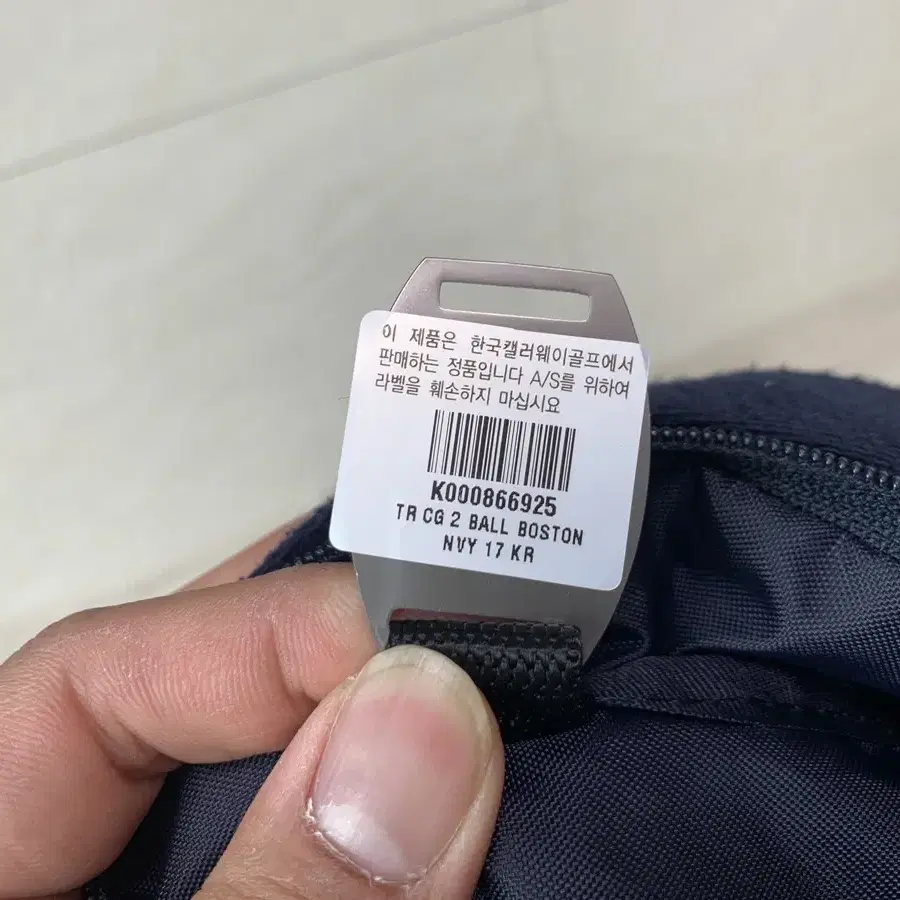 이 제품은 한국캘러웨이골프에서
판매하는 정품입니다 A/S를 위하여
라벨을 훼손하지 마십시요
K000866925
TR CG 2 BALL BOSTON
NVY 17 KR